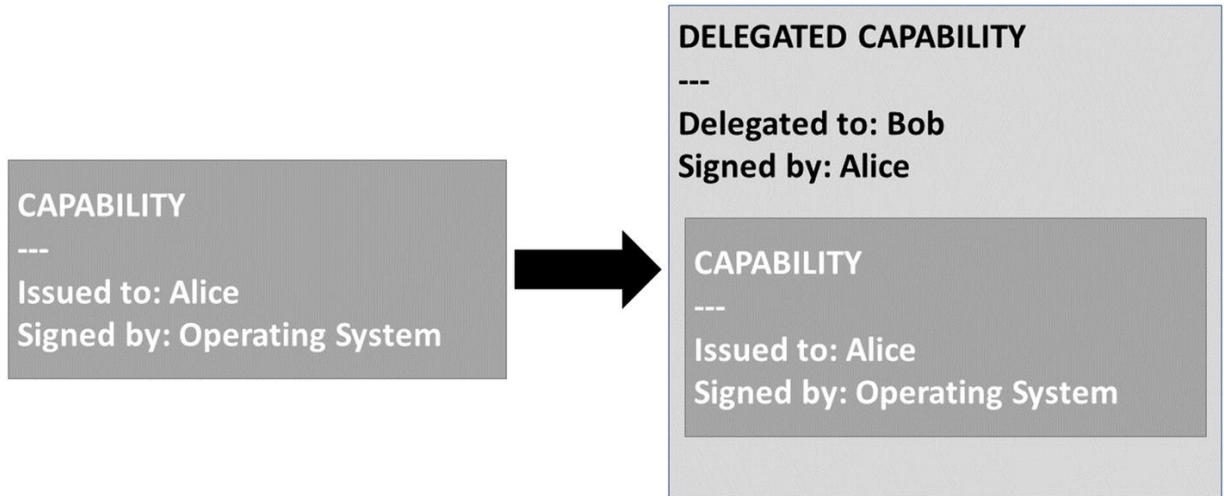 CAPABILITY
---
Issued to: Alice
Signed by: Operating System
DELEGATED CAPABILITY
---
Delegated to: Bob
Signed by: Alice
CAPABILITY
---
Issued to: Alice
Signed by: Operating System